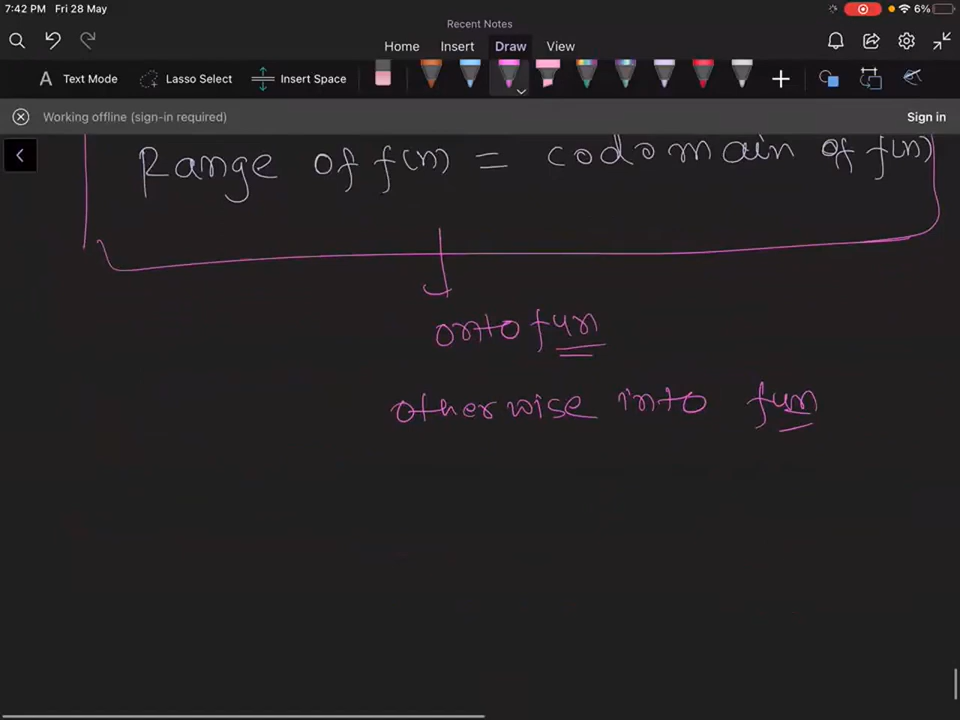 7:42 PM Fri 28 May
6%
Recent Notes
Home Insert Draw View
A Text Mode Lasso Select Insert Space
Working offline (sign-in required) Sign in
Range of f(n) = codomain of f(n)
onto fun
otherwise into fun